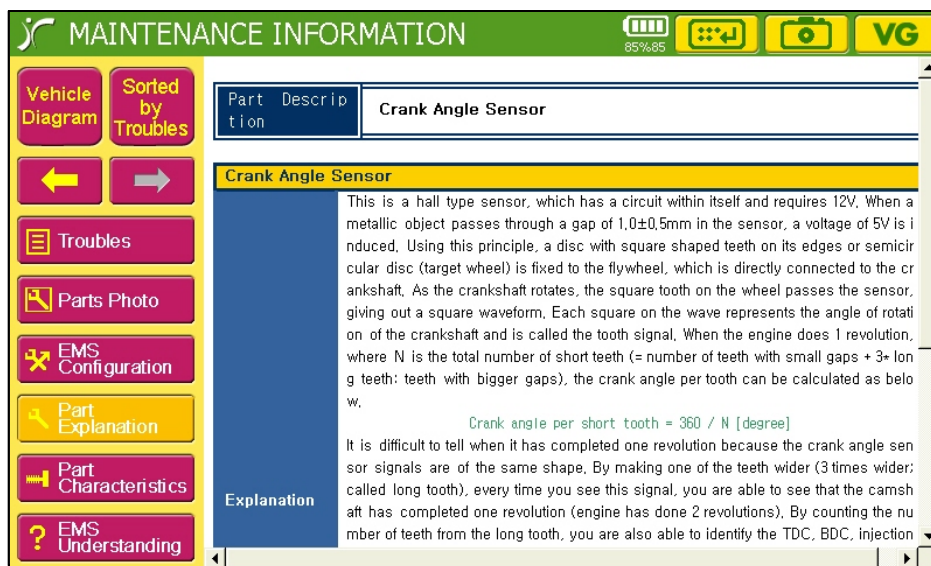 MAINTENANCE INFORMATION
85%85
VG
Vehicle
Diagram
Sorted
by
Troubles
Troubles
Parts Photo
EMS
Configuration
Part
Explanation
Part
Characteristics
EMS
Understanding
Part Descrip
tion
Crank Angle Sensor
Crank Angle Sensor
Explanation
This is a hall type sensor, which has a circuit within itself and requires 12V. When a
metallic object passes through a gap of 1.0±0.5mm in the sensor, a voltage of 5V is i
nduced. Using this principle, a disc with square shaped teeth on its edges or semicir
cular disc (target wheel) is fixed to the flywheel, which is directly connected to the cr
ankshaft. As the crankshaft rotates, the square tooth on the wheel passes the sensor,
giving out a square waveform. Each square on the wave represents the angle of rotati
on of the crankshaft and is called the tooth signal. When the engine does 1 revolution,
where N is the total number of short teeth (= number of teeth with small gaps + 3* lon
g teeth: teeth with bigger gaps), the crank angle per tooth can be calculated as belo
w.
Crank angle per short tooth = 360 / N [degree]
It is difficult to tell when it has completed one revolution because the crank angle sen
sor signals are of the same shape. By making one of the teeth wider (3 times wider;
called long tooth), every time you see this signal, you are able to see that the camsh
aft has completed one revolution (engine has done 2 revolutions). By counting the nu
mber of teeth from the long tooth, you are also able to identify the TDC, BDC, injection